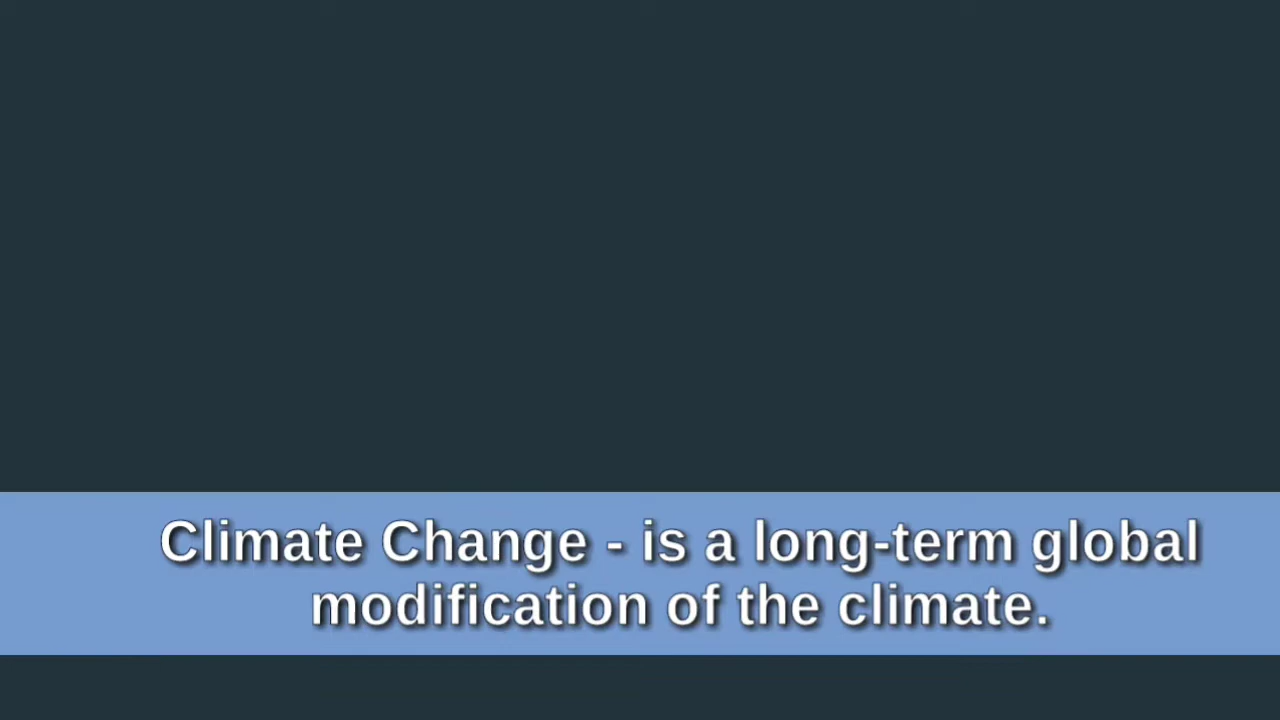 Climate Change - is a long-term global
modification of the climate.